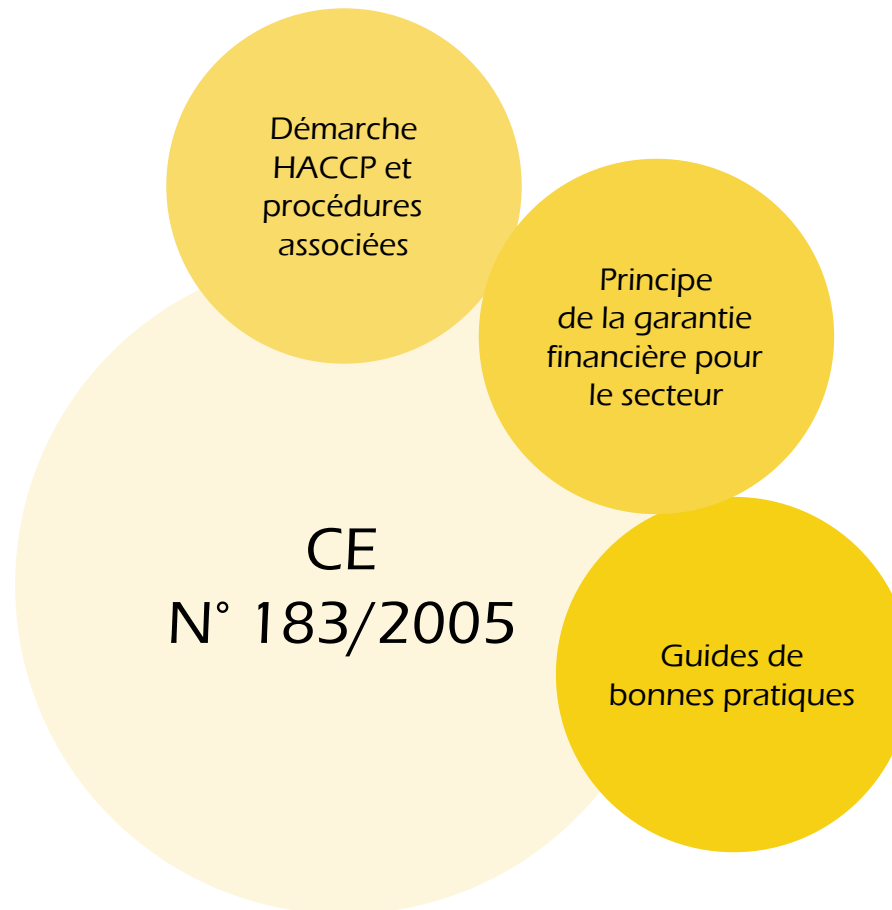 Démarche
HACCP et
procédures
associées
Principe
de la garantie
financière pour
le secteur
CE
N° 183/2005
Guides de
bonnes pratiques